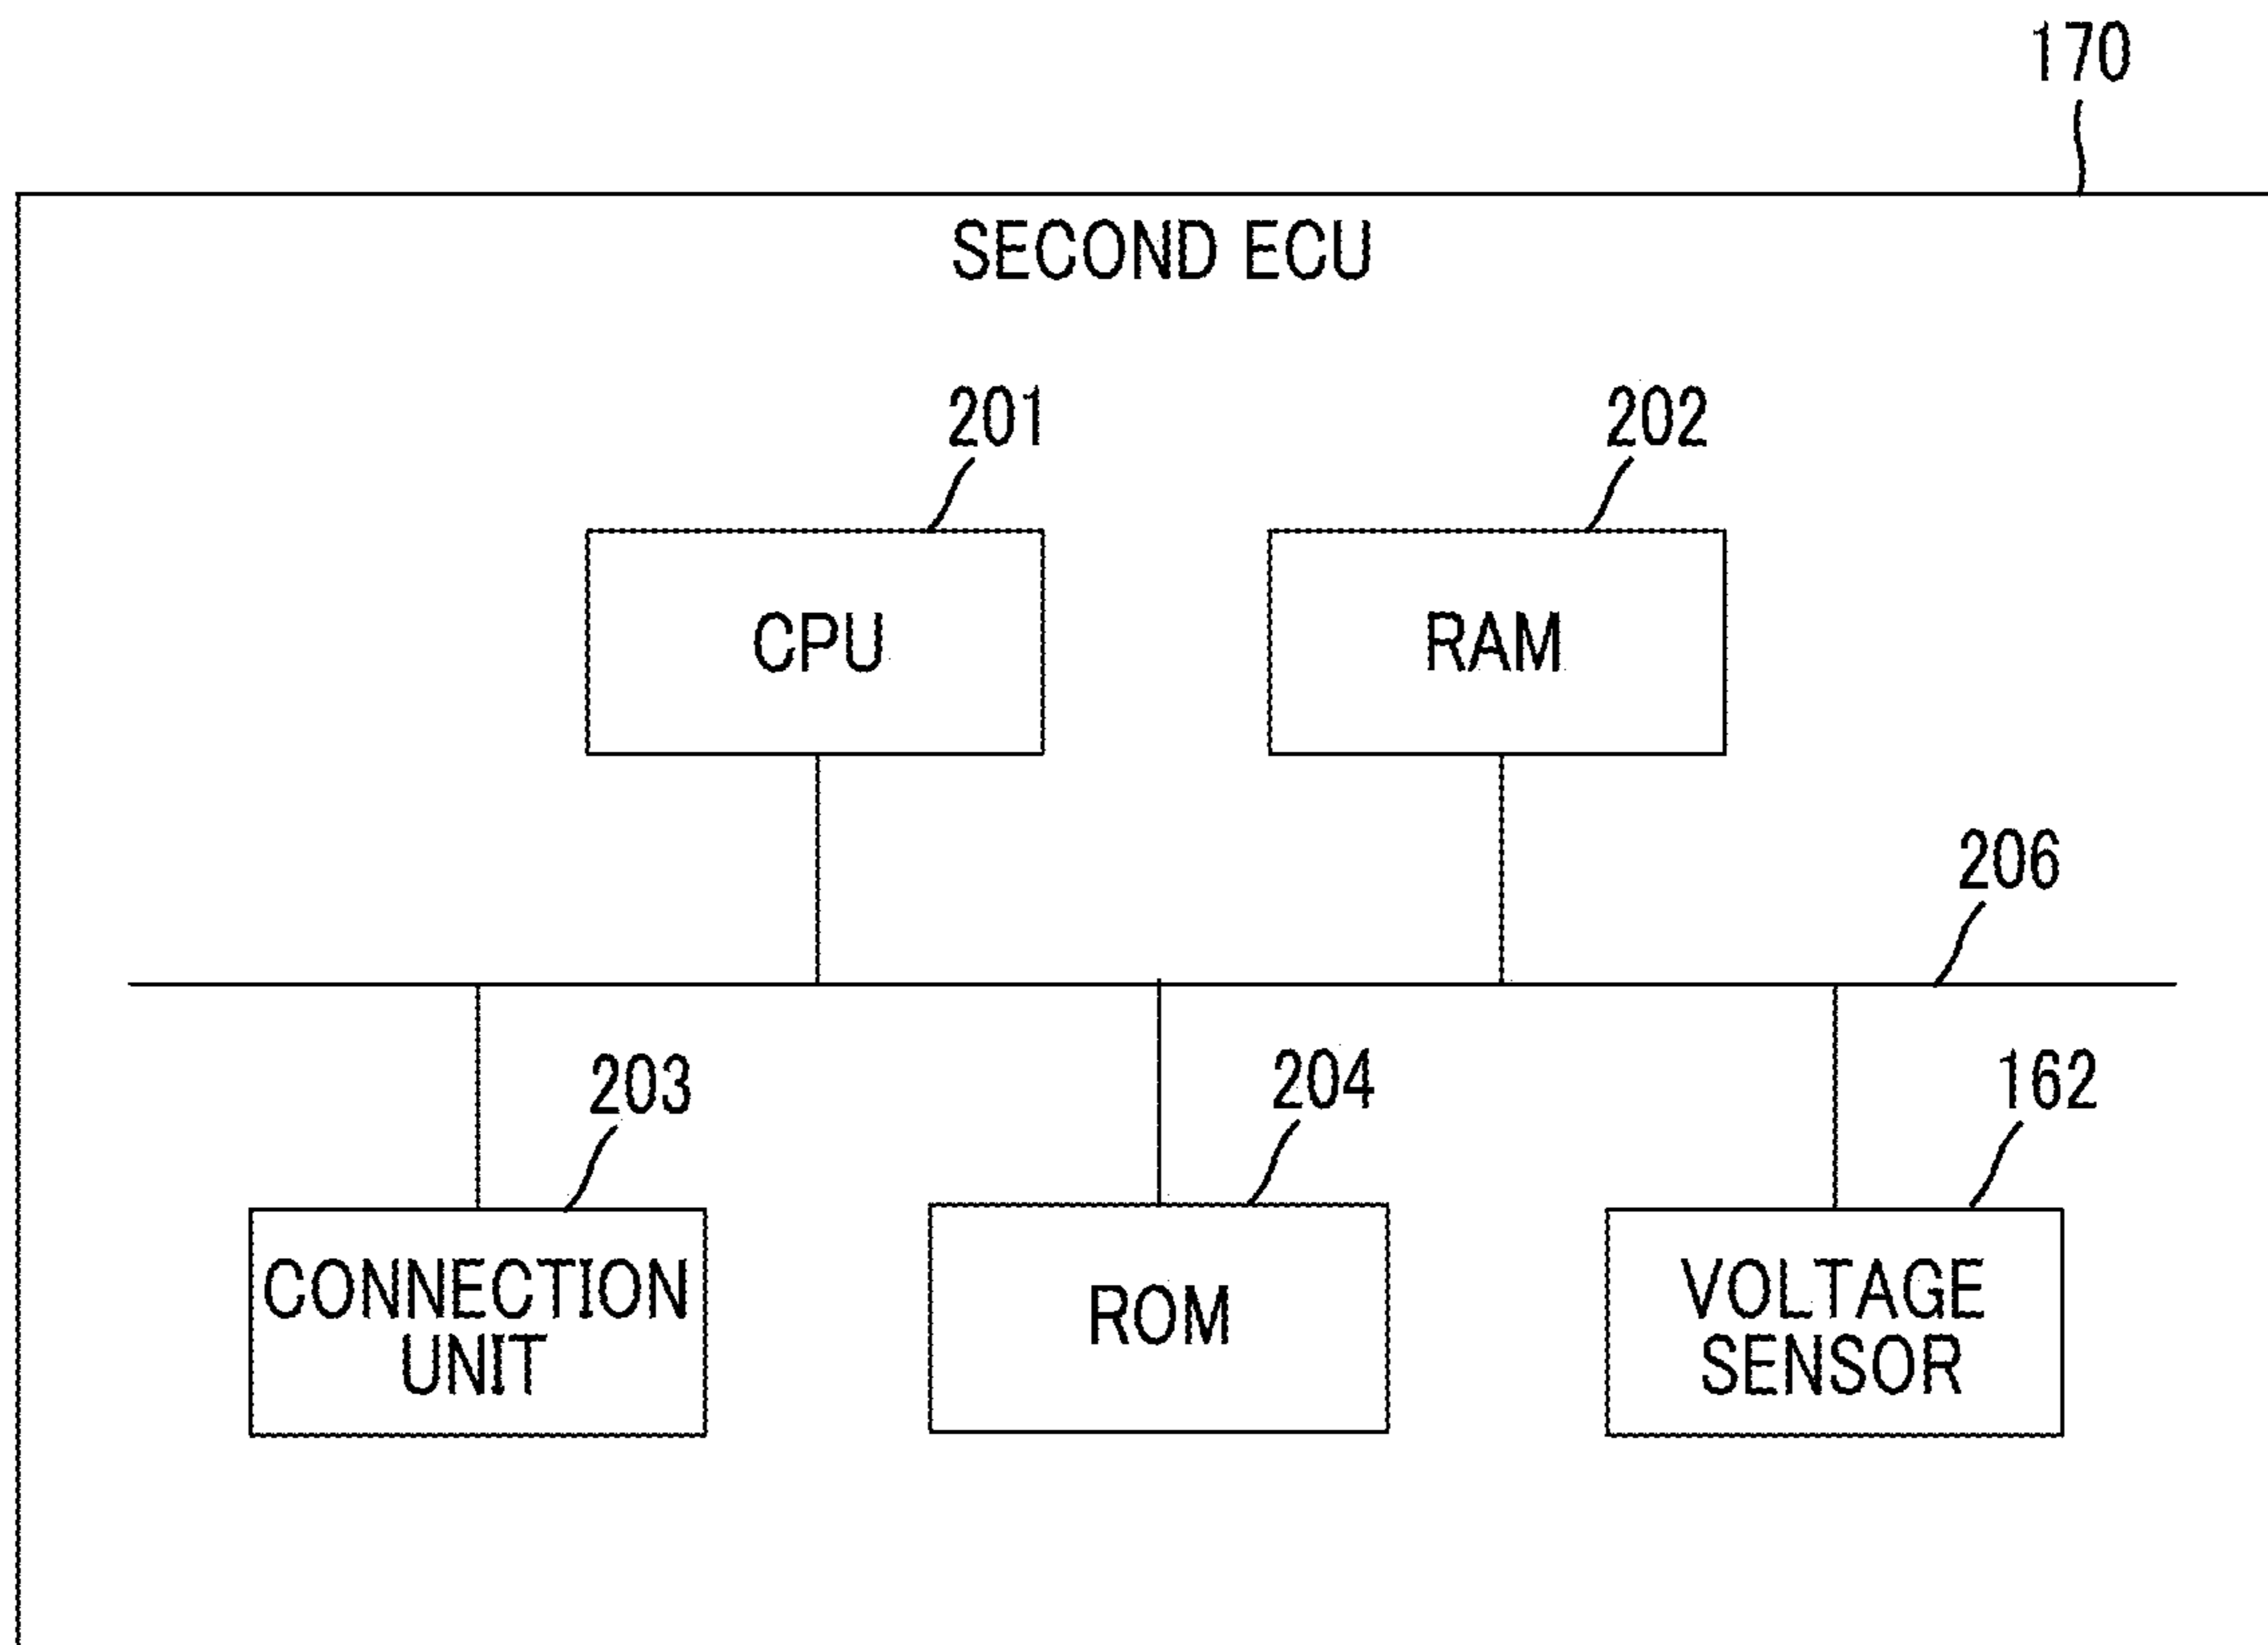 170
SECOND ECU
201
202
CPU
RAM
206
203
204
162
CONNECTION
UNIT
ROM
VOLTAGE
SENSOR